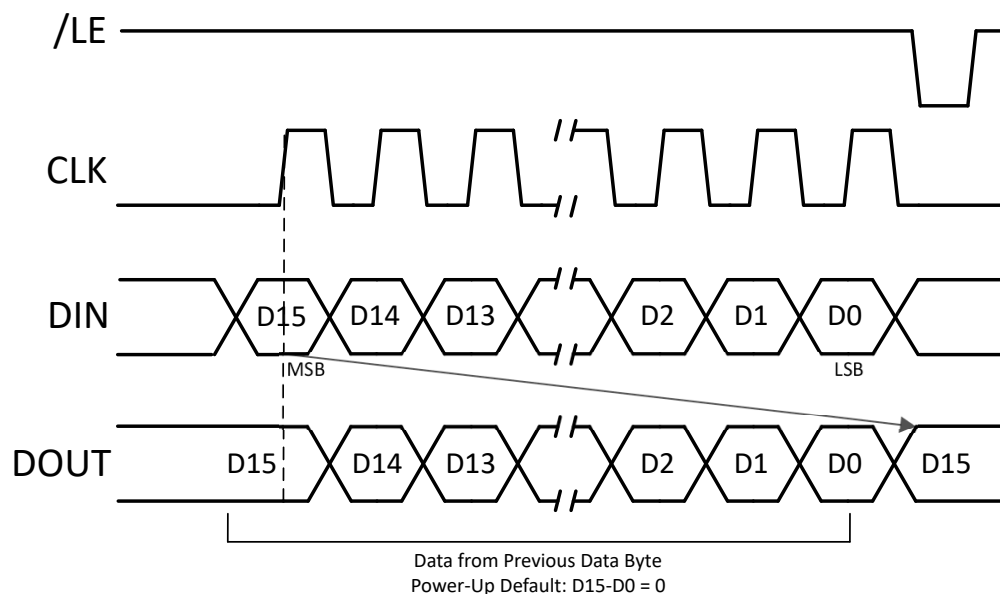 /LE
CLK
DIN D15 D14 D13 D2 D1 D0
MSB LSB
DOUT D15 D14 D13 D2 D1 D0 D15
Data from Previous Data Byte
Power-Up Default: D15-D0 = 0